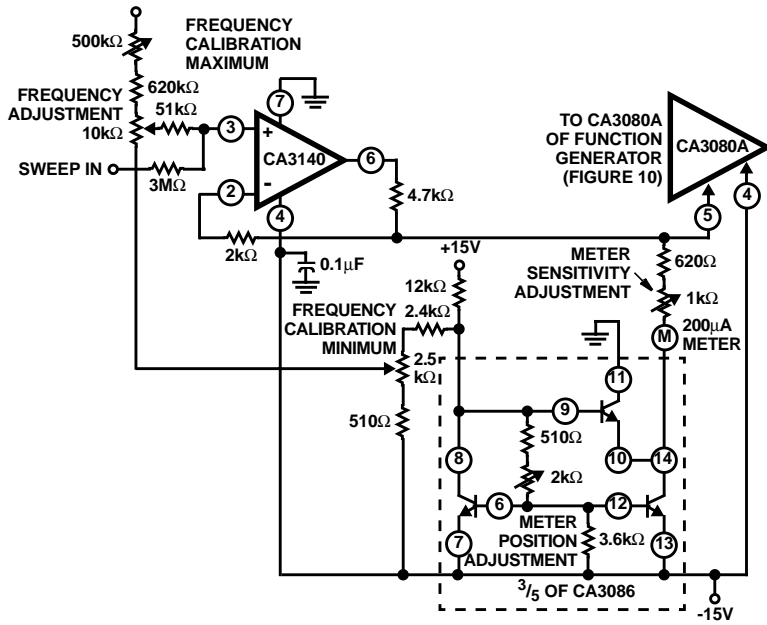 500kΩ
FREQUENCY
CALIBRATION
MAXIMUM
620kΩ
FREQUENCY
ADJUSTMENT
10kΩ
51kΩ
SWEEP IN
3MΩ
7
3
+
CA3140
6
2
-
4
4.7kΩ
2kΩ
0.1μF
TO CA3080A
OF FUNCTION
GENERATOR
(FIGURE 10)
CA3080A
5
4
+15V
12kΩ
2.4kΩ
FREQUENCY
CALIBRATION
MINIMUM
2.5
kΩ
510Ω
METER
SENSITIVITY
ADJUSTMENT
620Ω
1kΩ
M
200μA
METER
11
9
510Ω
10
14
8
2kΩ
6
12
7
METER
POSITION
ADJUSTMENT
3.6kΩ
13
3/5 OF CA3086
-15V